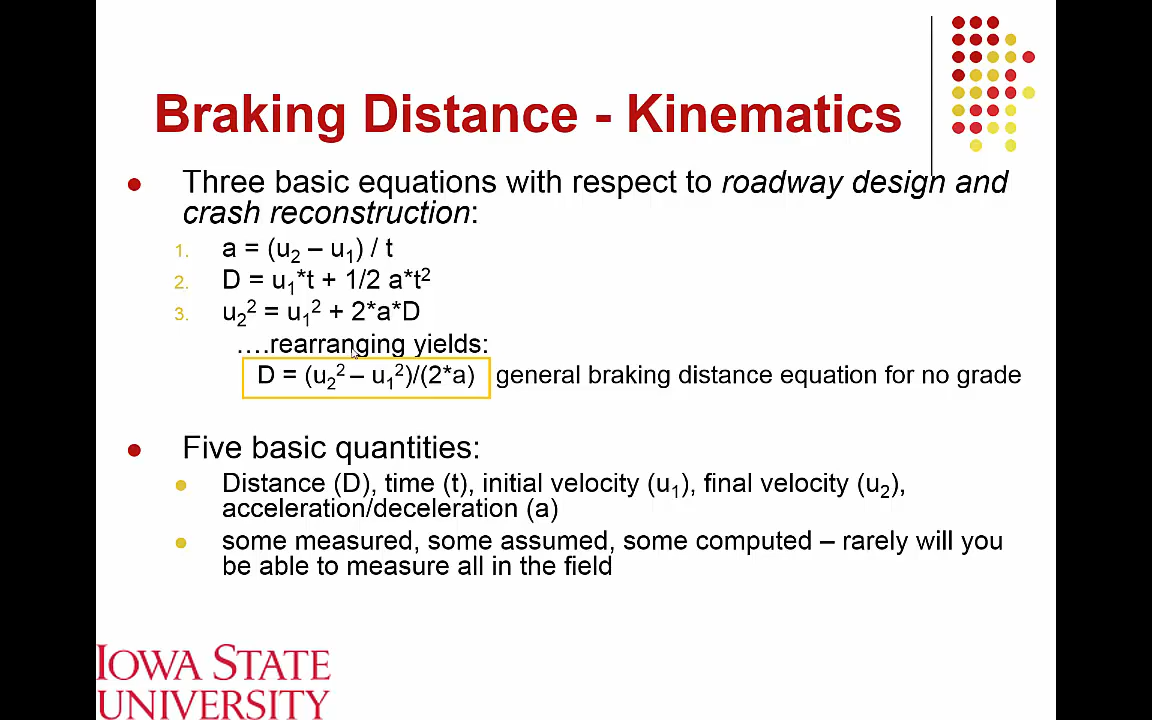 Braking Distance - Kinematics
● Three basic equations with respect to roadway design and
crash reconstruction:
1. a = (u₂ – u₁) / t
2. D = u₁*t + 1/2 a*t²
3. u₂² = u₁² + 2*a*D
….rearranging yields:
D = (u₂² – u₁²)/(2*a) general braking distance equation for no grade
● Five basic quantities:
● Distance (D), time (t), initial velocity (u₁), final velocity (u₂),
acceleration/deceleration (a)
● some measured, some assumed, some computed – rarely will you
be able to measure all in the field
IOWA STATE
UNIVERSITY